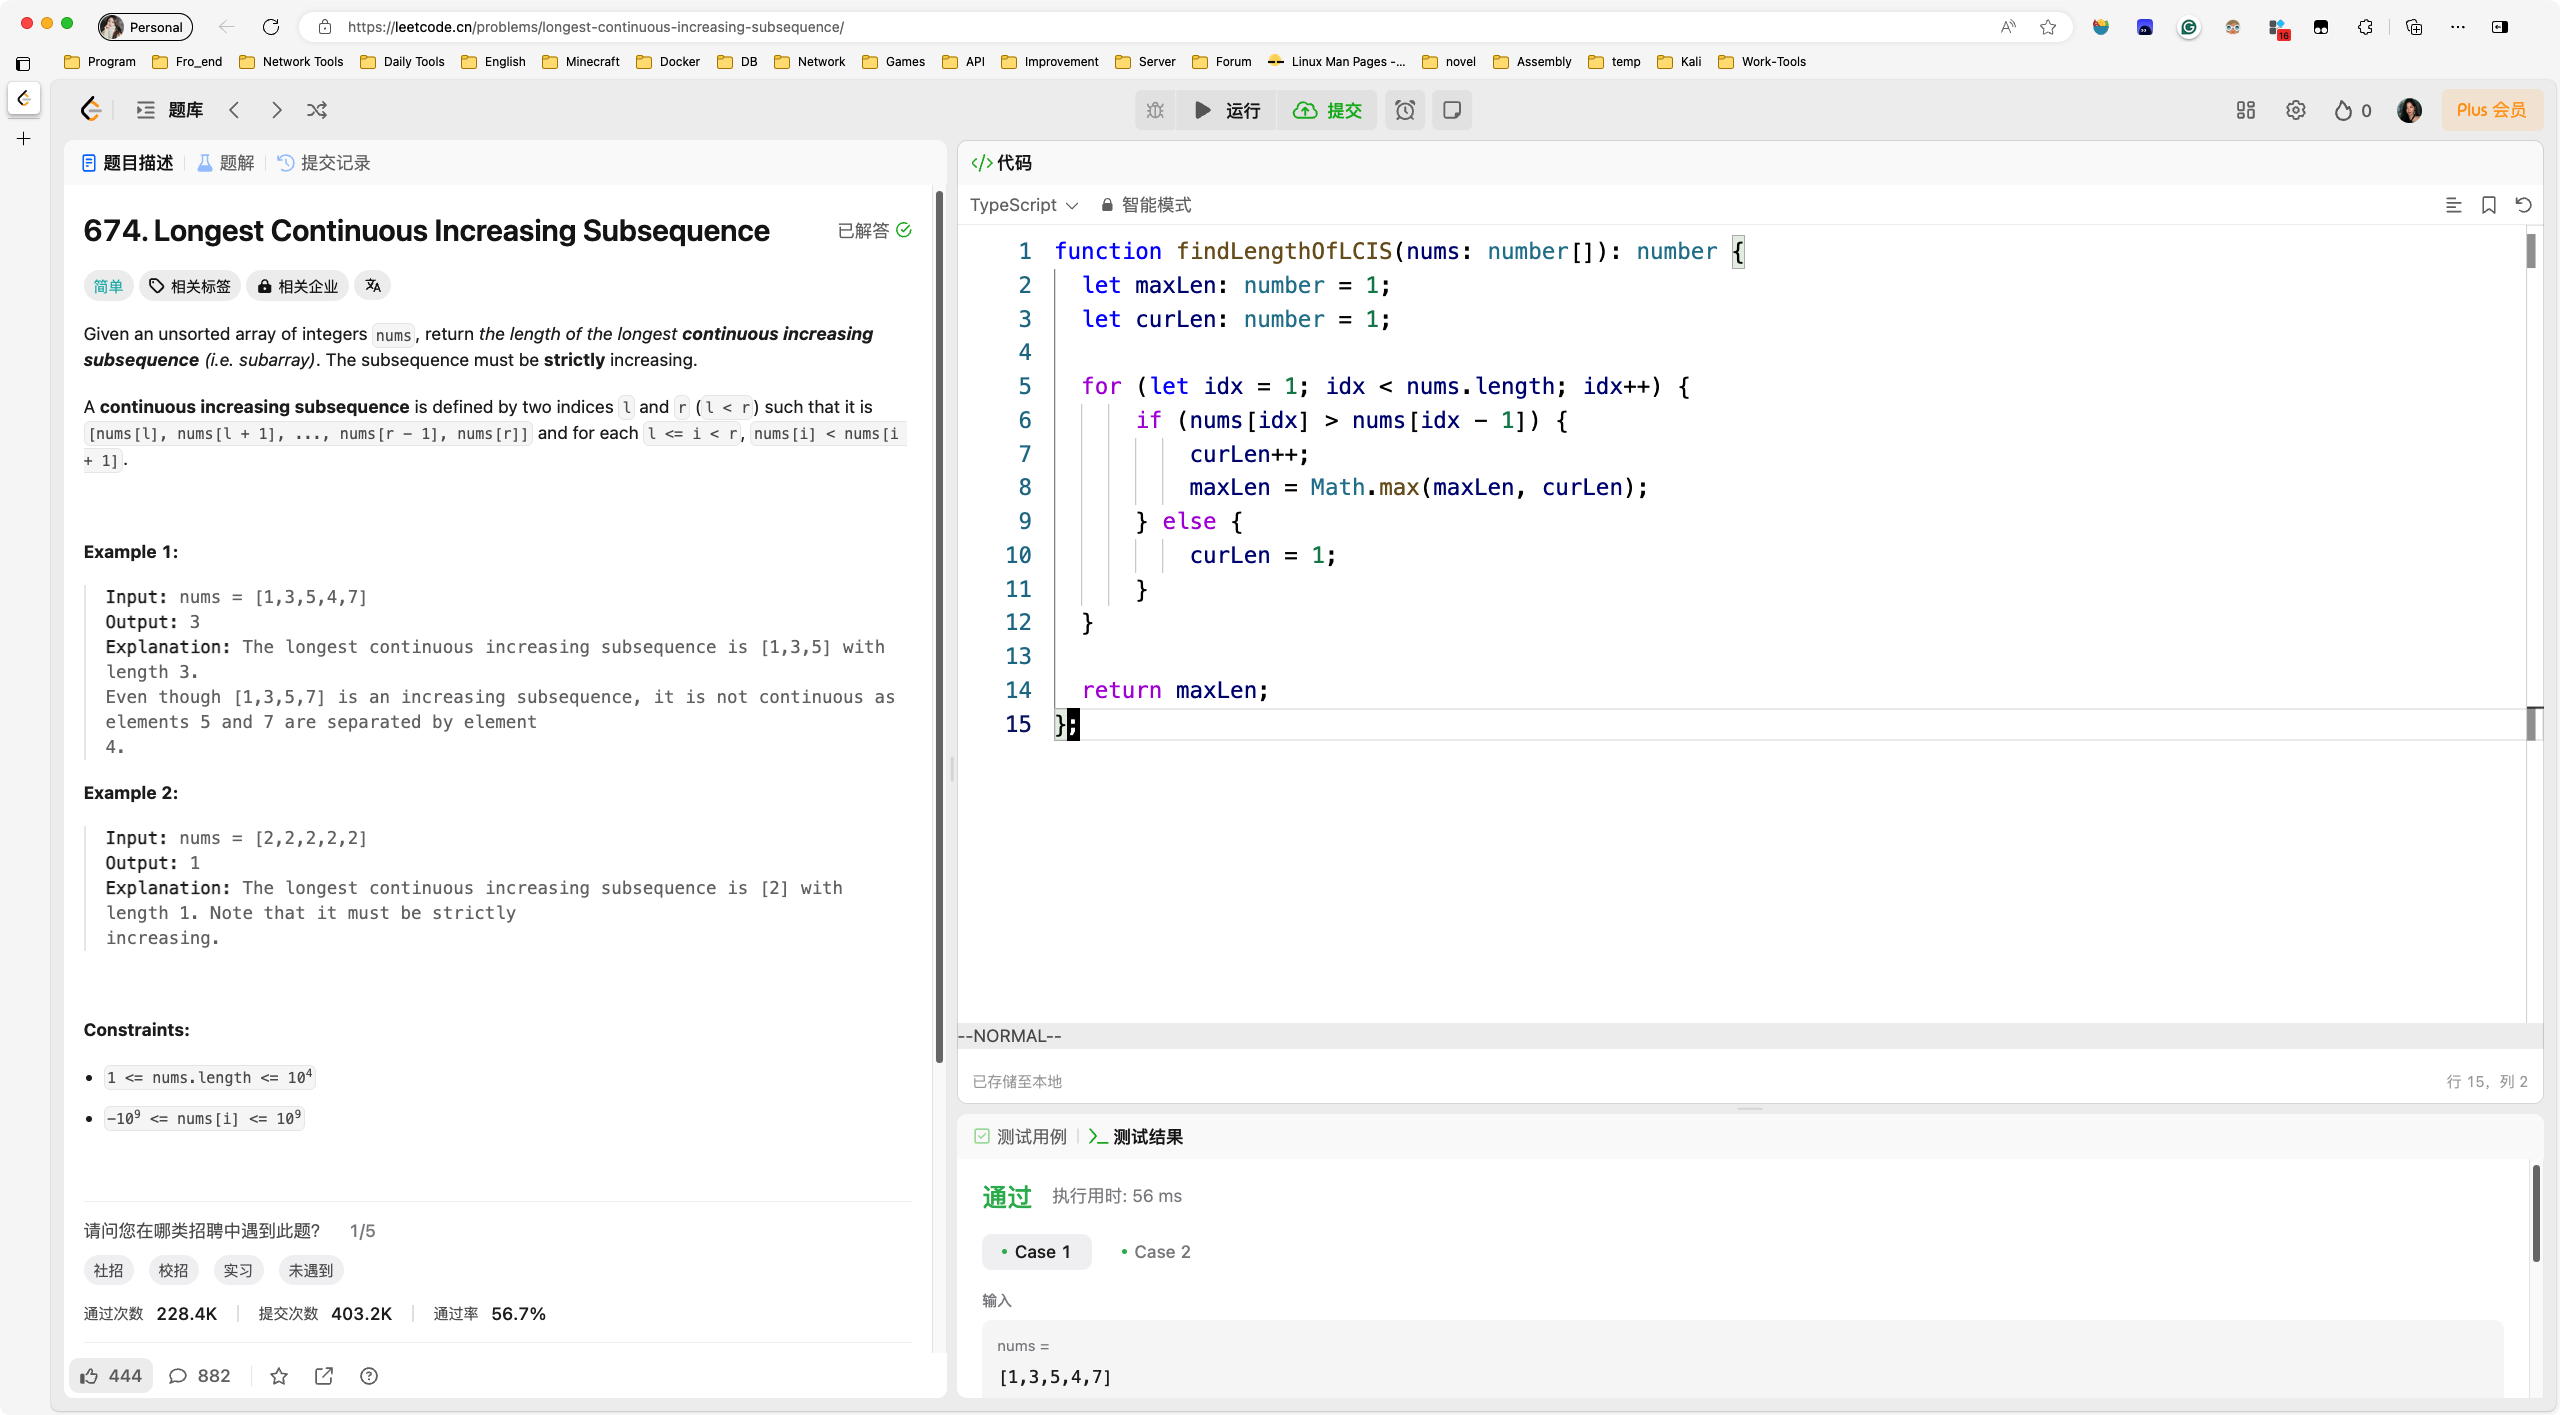 Personal
https://leetcode.cn/problems/longest-continuous-increasing-subsequence/
16
Program Fro_end Network Tools Daily Tools English Minecraft Docker DB Network Games API Improvement Server Forum Linux Man Pages -... novel Assembly temp Kali Work-Tools
题库 运行 提交 0 Plus 会员
题目描述 题解 提交记录
674. Longest Continuous Increasing Subsequence 已解答
简单 相关标签 相关企业
Given an unsorted array of integers nums, return the length of the longest continuous increasing
subsequence (i.e. subarray). The subsequence must be strictly increasing.
A continuous increasing subsequence is defined by two indices l and r (l < r) such that it is
[nums[l], nums[l + 1], ..., nums[r - 1], nums[r]] and for each l <= i < r, nums[i] < nums[i
+ 1].
Example 1:
Input: nums = [1,3,5,4,7]
Output: 3
Explanation: The longest continuous increasing subsequence is [1,3,5] with
length 3.
Even though [1,3,5,7] is an increasing subsequence, it is not continuous as
elements 5 and 7 are separated by element
4.
Example 2:
Input: nums = [2,2,2,2,2]
Output: 1
Explanation: The longest continuous increasing subsequence is [2] with
length 1. Note that it must be strictly
increasing.
Constraints:
• 1 <= nums.length <= 10⁴
• -10⁹ <= nums[i] <= 10⁹
请问您在哪类招聘中遇到此题? 1/5
社招 校招 实习 未遇到
通过次数 228.4K 提交次数 403.2K 通过率 56.7%
444 882
</> 代码
TypeScript 智能模式
1 function findLengthOfLCIS(nums: number[]): number {
2 let maxLen: number = 1;
3 let curLen: number = 1;
4
5 for (let idx = 1; idx < nums.length; idx++) {
6 if (nums[idx] > nums[idx - 1]) {
7 curLen++;
8 maxLen = Math.max(maxLen, curLen);
9 } else {
10 curLen = 1;
11 }
12 }
13
14 return maxLen;
15 };
--NORMAL--
已存储至本地 行 15, 列 2
测试用例 测试结果
通过 执行用时: 56 ms
• Case 1 • Case 2
输入
nums =
[1,3,5,4,7]